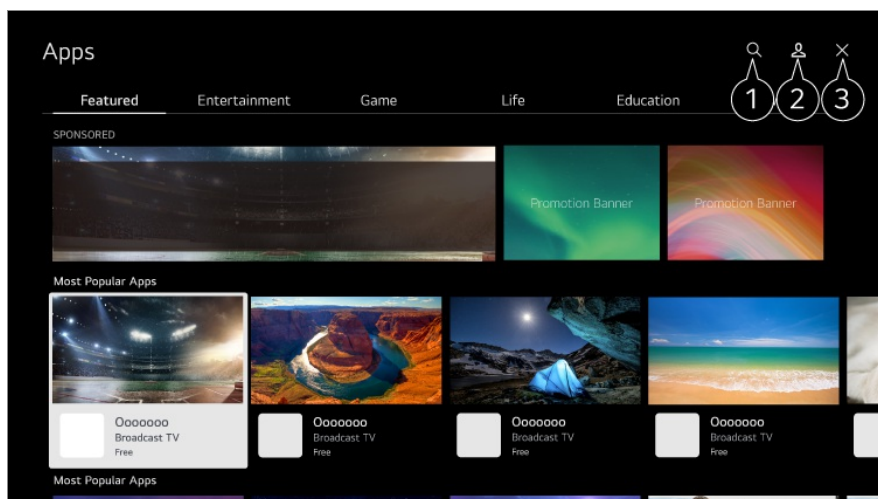 Apps
Featured Entertainment Game Life Education
1 2 3
SPONSORED
Promotion Banner Promotion Banner
Most Popular Apps
Ooooooo Ooooooo Ooooooo Ooooooo
Broadcast TV Broadcast TV Broadcast TV Broadcast TV
Free Free Free Free
Most Popular Apps